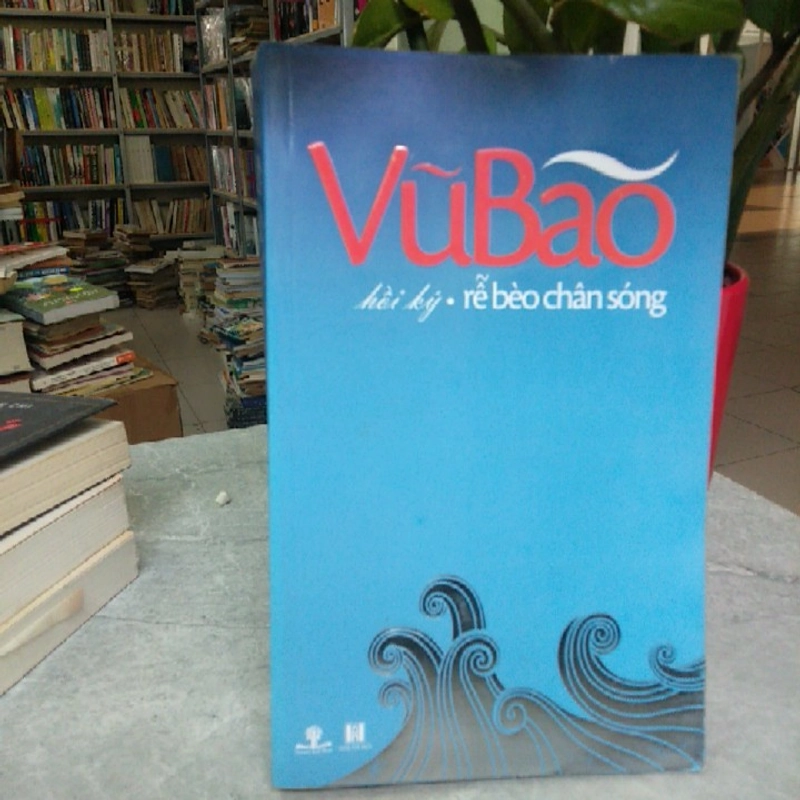 VũBão
hồi ký • rễ bèo chân sóng